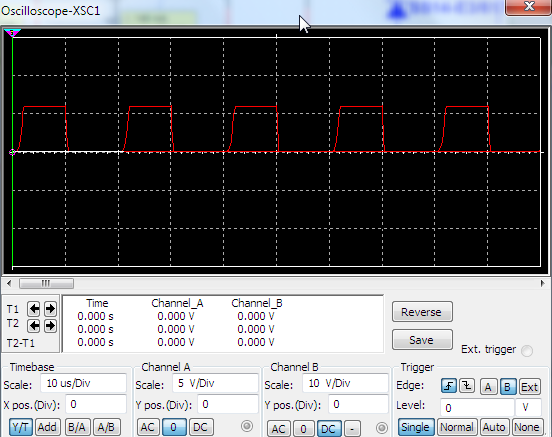 Oscilloscope-XSC1
Time Channel_A Channel_B
T1 0.000 s 0.000 V 0.000 V
T2 0.000 s 0.000 V 0.000 V
T2-T1 0.000 s 0.000 V 0.000 V
Reverse
Save
Ext. trigger
Timebase
Scale: 10 us/Div
X pos.(Div): 0
Y/T Add B/A A/B
Channel A
Scale: 5 V/Div
Y pos.(Div): 0
AC 0 DC
Channel B
Scale: 10 V/Div
Y pos.(Div): 0
AC 0 DC -
Trigger
Edge: A B Ext
Level: 0 V
Single Normal Auto None